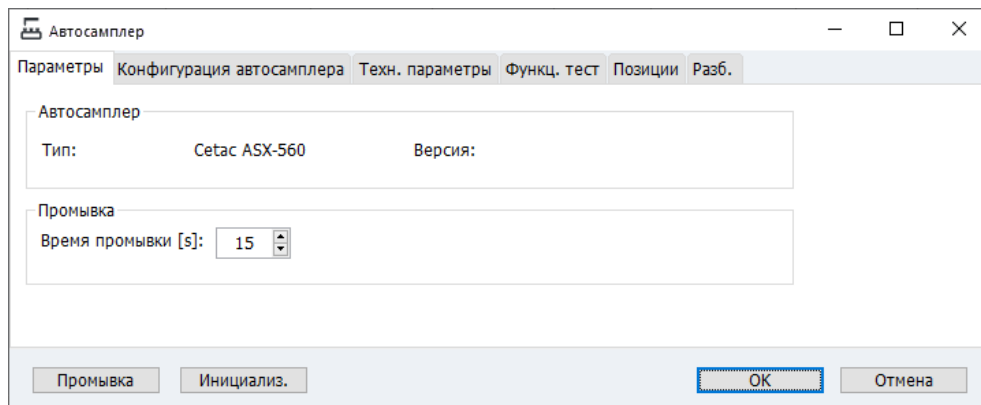 Автосамплер
Параметры Конфигурация автосамплера Техн. параметры Функц. тест Позиции Разб.
Автосамплер
Тип: Cetac ASX-560 Версия:
Промывка
Время промывки [s]: 15
Промывка Инициализ. OK Отмена